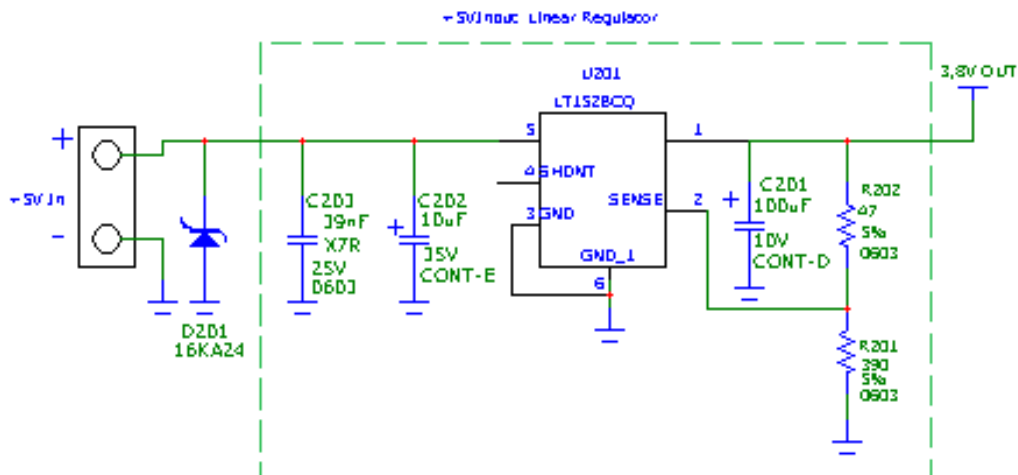 +5VInput Linear Regulator
U201
LT1528CQ
3,8V OUT
+
+5V In
-
5
4
SHDNT
3
GND
GND_1
6
SENSE
1
2
C203
39nF
X7R
25V
0603
C202
+
10uF
35V
CONT-E
C201
+
100uF
10V
CONT-D
R202
47
5%
0603
R201
390
5%
0603
D201
16KA24